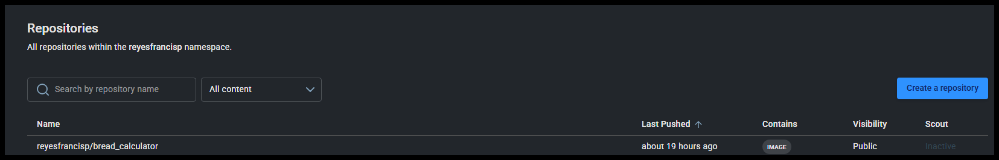 Repositories
All repositories within the reyesfrancisp namespace.
Search by repository name
All content
Create a repository
Name Last Pushed Contains Visibility Scout
reyesfrancisp/bread_calculator about 19 hours ago IMAGE Public Inactive